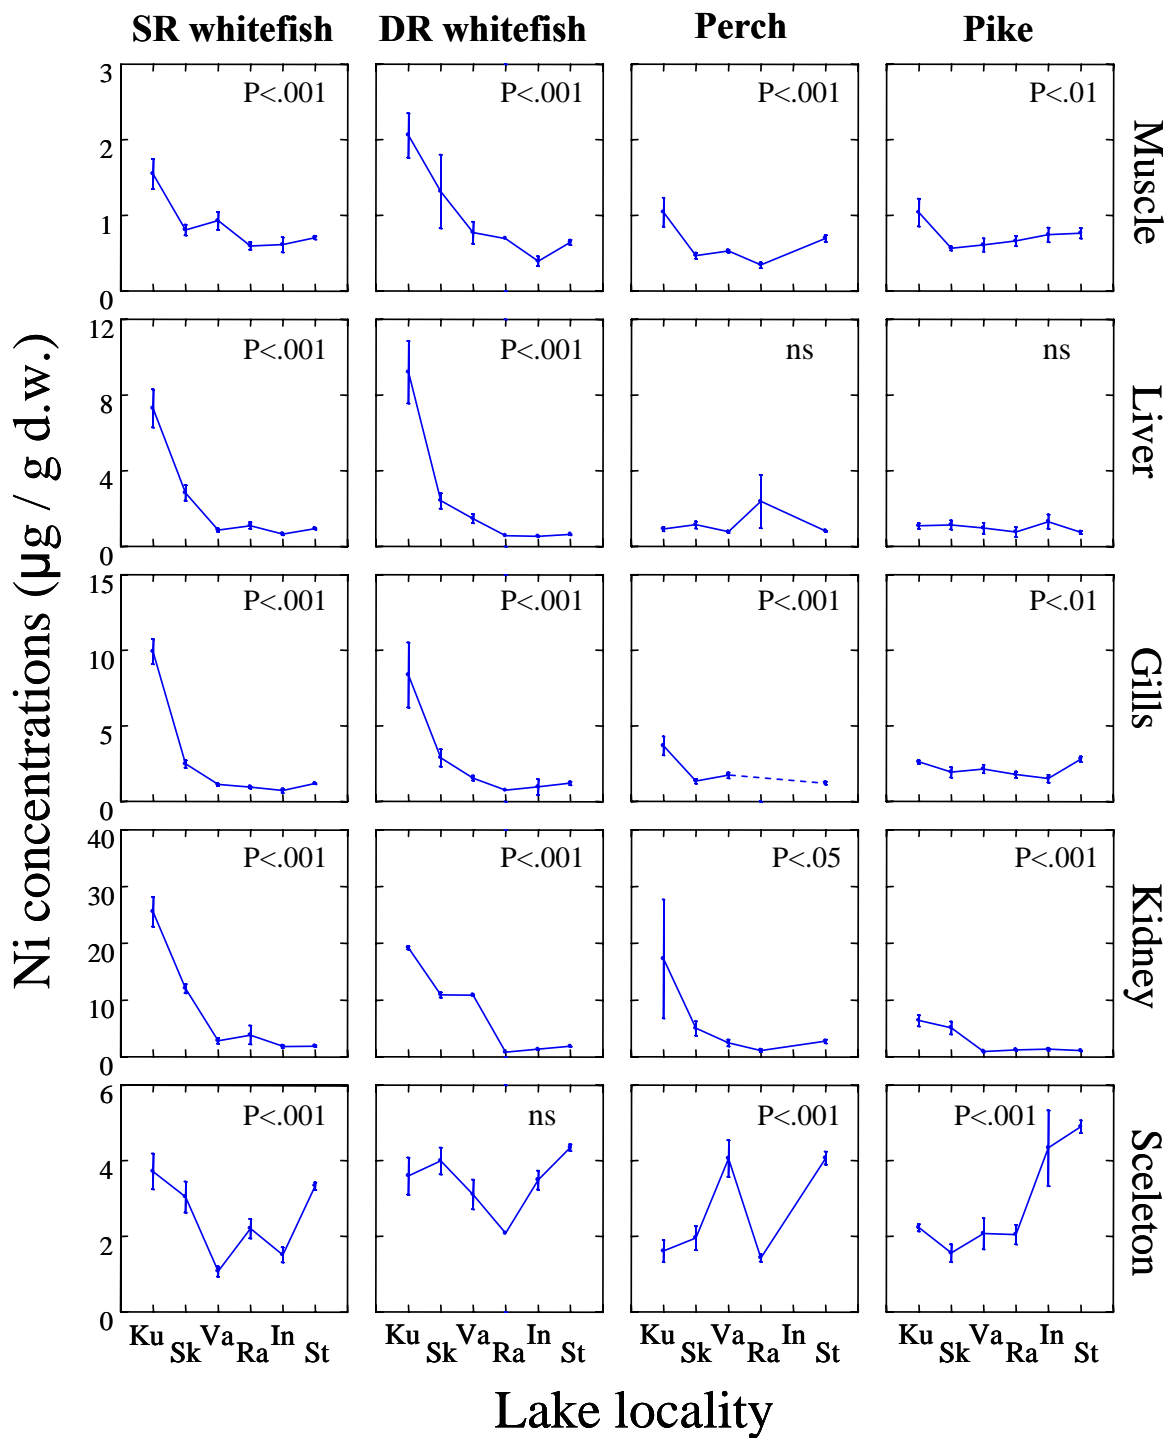 SR whitefish DR whitefish Perch Pike
3 P<.001 P<.001 P<.001 P<.01
2
1
0
Muscle
12 P<.001 P<.001 ns ns
8
4
0
Liver
15 P<.001 P<.001 P<.001 P<.01
10
5
0
Gills
40 P<.001 P<.001 P<.05 P<.001
30
20
10
0
Kidney
6 P<.001 ns P<.001 P<.001
4
2
0
Sceleton
Ni concentrations (µg / g d.w.)
Ku Sk Va Ra In St Ku Sk Va Ra In St Ku Sk Va Ra In St Ku Sk Va Ra In St
Lake locality